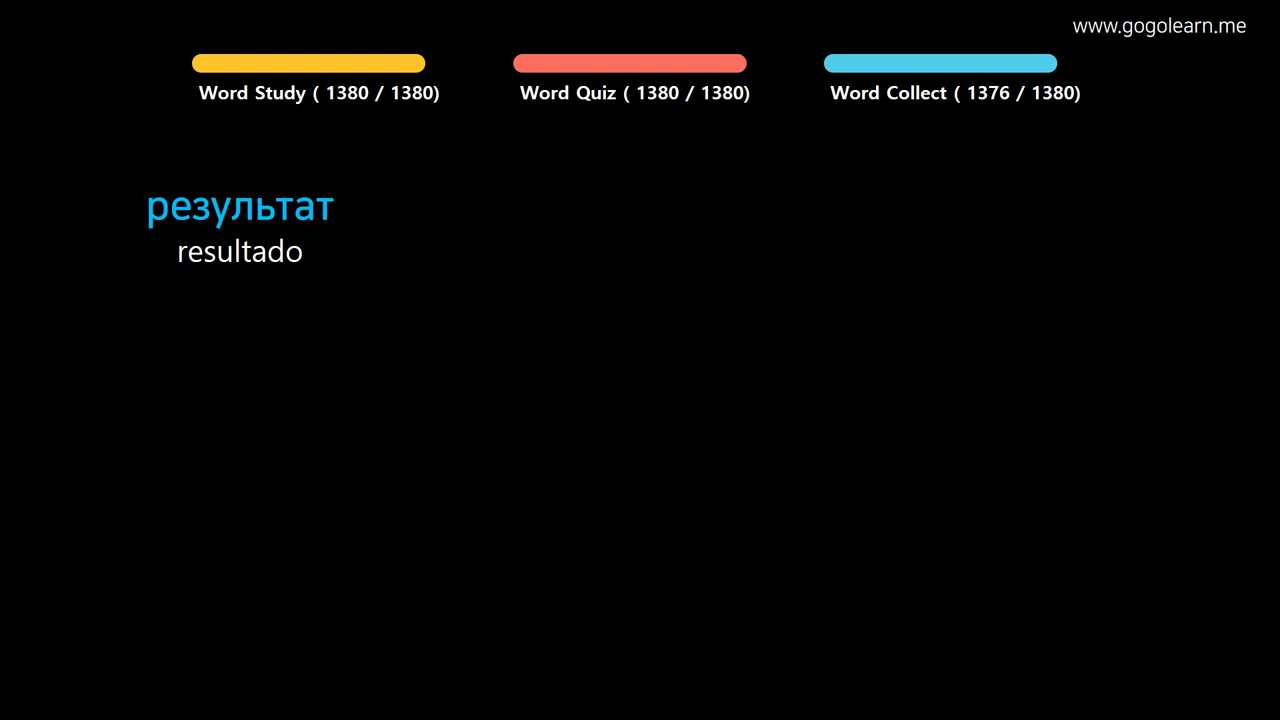 www.gogolearn.me
Word Study ( 1380 / 1380)
Word Quiz ( 1380 / 1380)
Word Collect ( 1376 / 1380)
результат
resultado